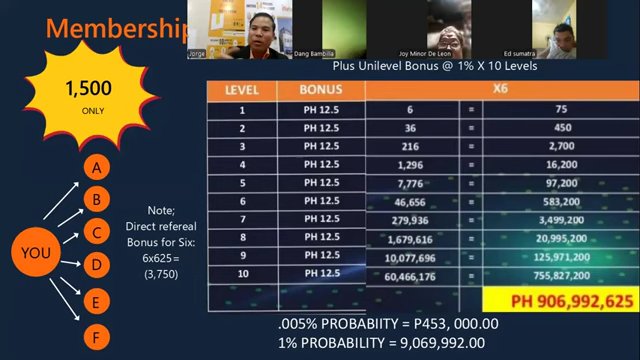 Membership
Jorge
Dang Bambilla
Joy Minor De Leon
Ed sumatra
Plus Unilevel Bonus @ 1% X 10 Levels
1,500
ONLY
LEVEL BONUS X6
1 PH 12.5 6 = 75
2 PH 12.5 36 = 450
3 PH 12.5 216 = 2,700
4 PH 12.5 1,296 = 16,200
5 PH 12.5 7,776 = 97,200
6 PH 12.5 46,656 = 583,200
7 PH 12.5 279,936 = 3,499,200
8 PH 12.5 1,679,616 = 20,995,200
9 PH 12.5 10,077,696 = 125,971,200
10 PH 12.5 60,466,176 = 755,827,200
PH 906,992,625
YOU
A
B
C
D
E
F
Note;
Direct refereal
Bonus for Six:
6x625=
(3,750)
.005% PROBABIITY = P453, 000.00
1% PROBABILITY = 9,069,992.00